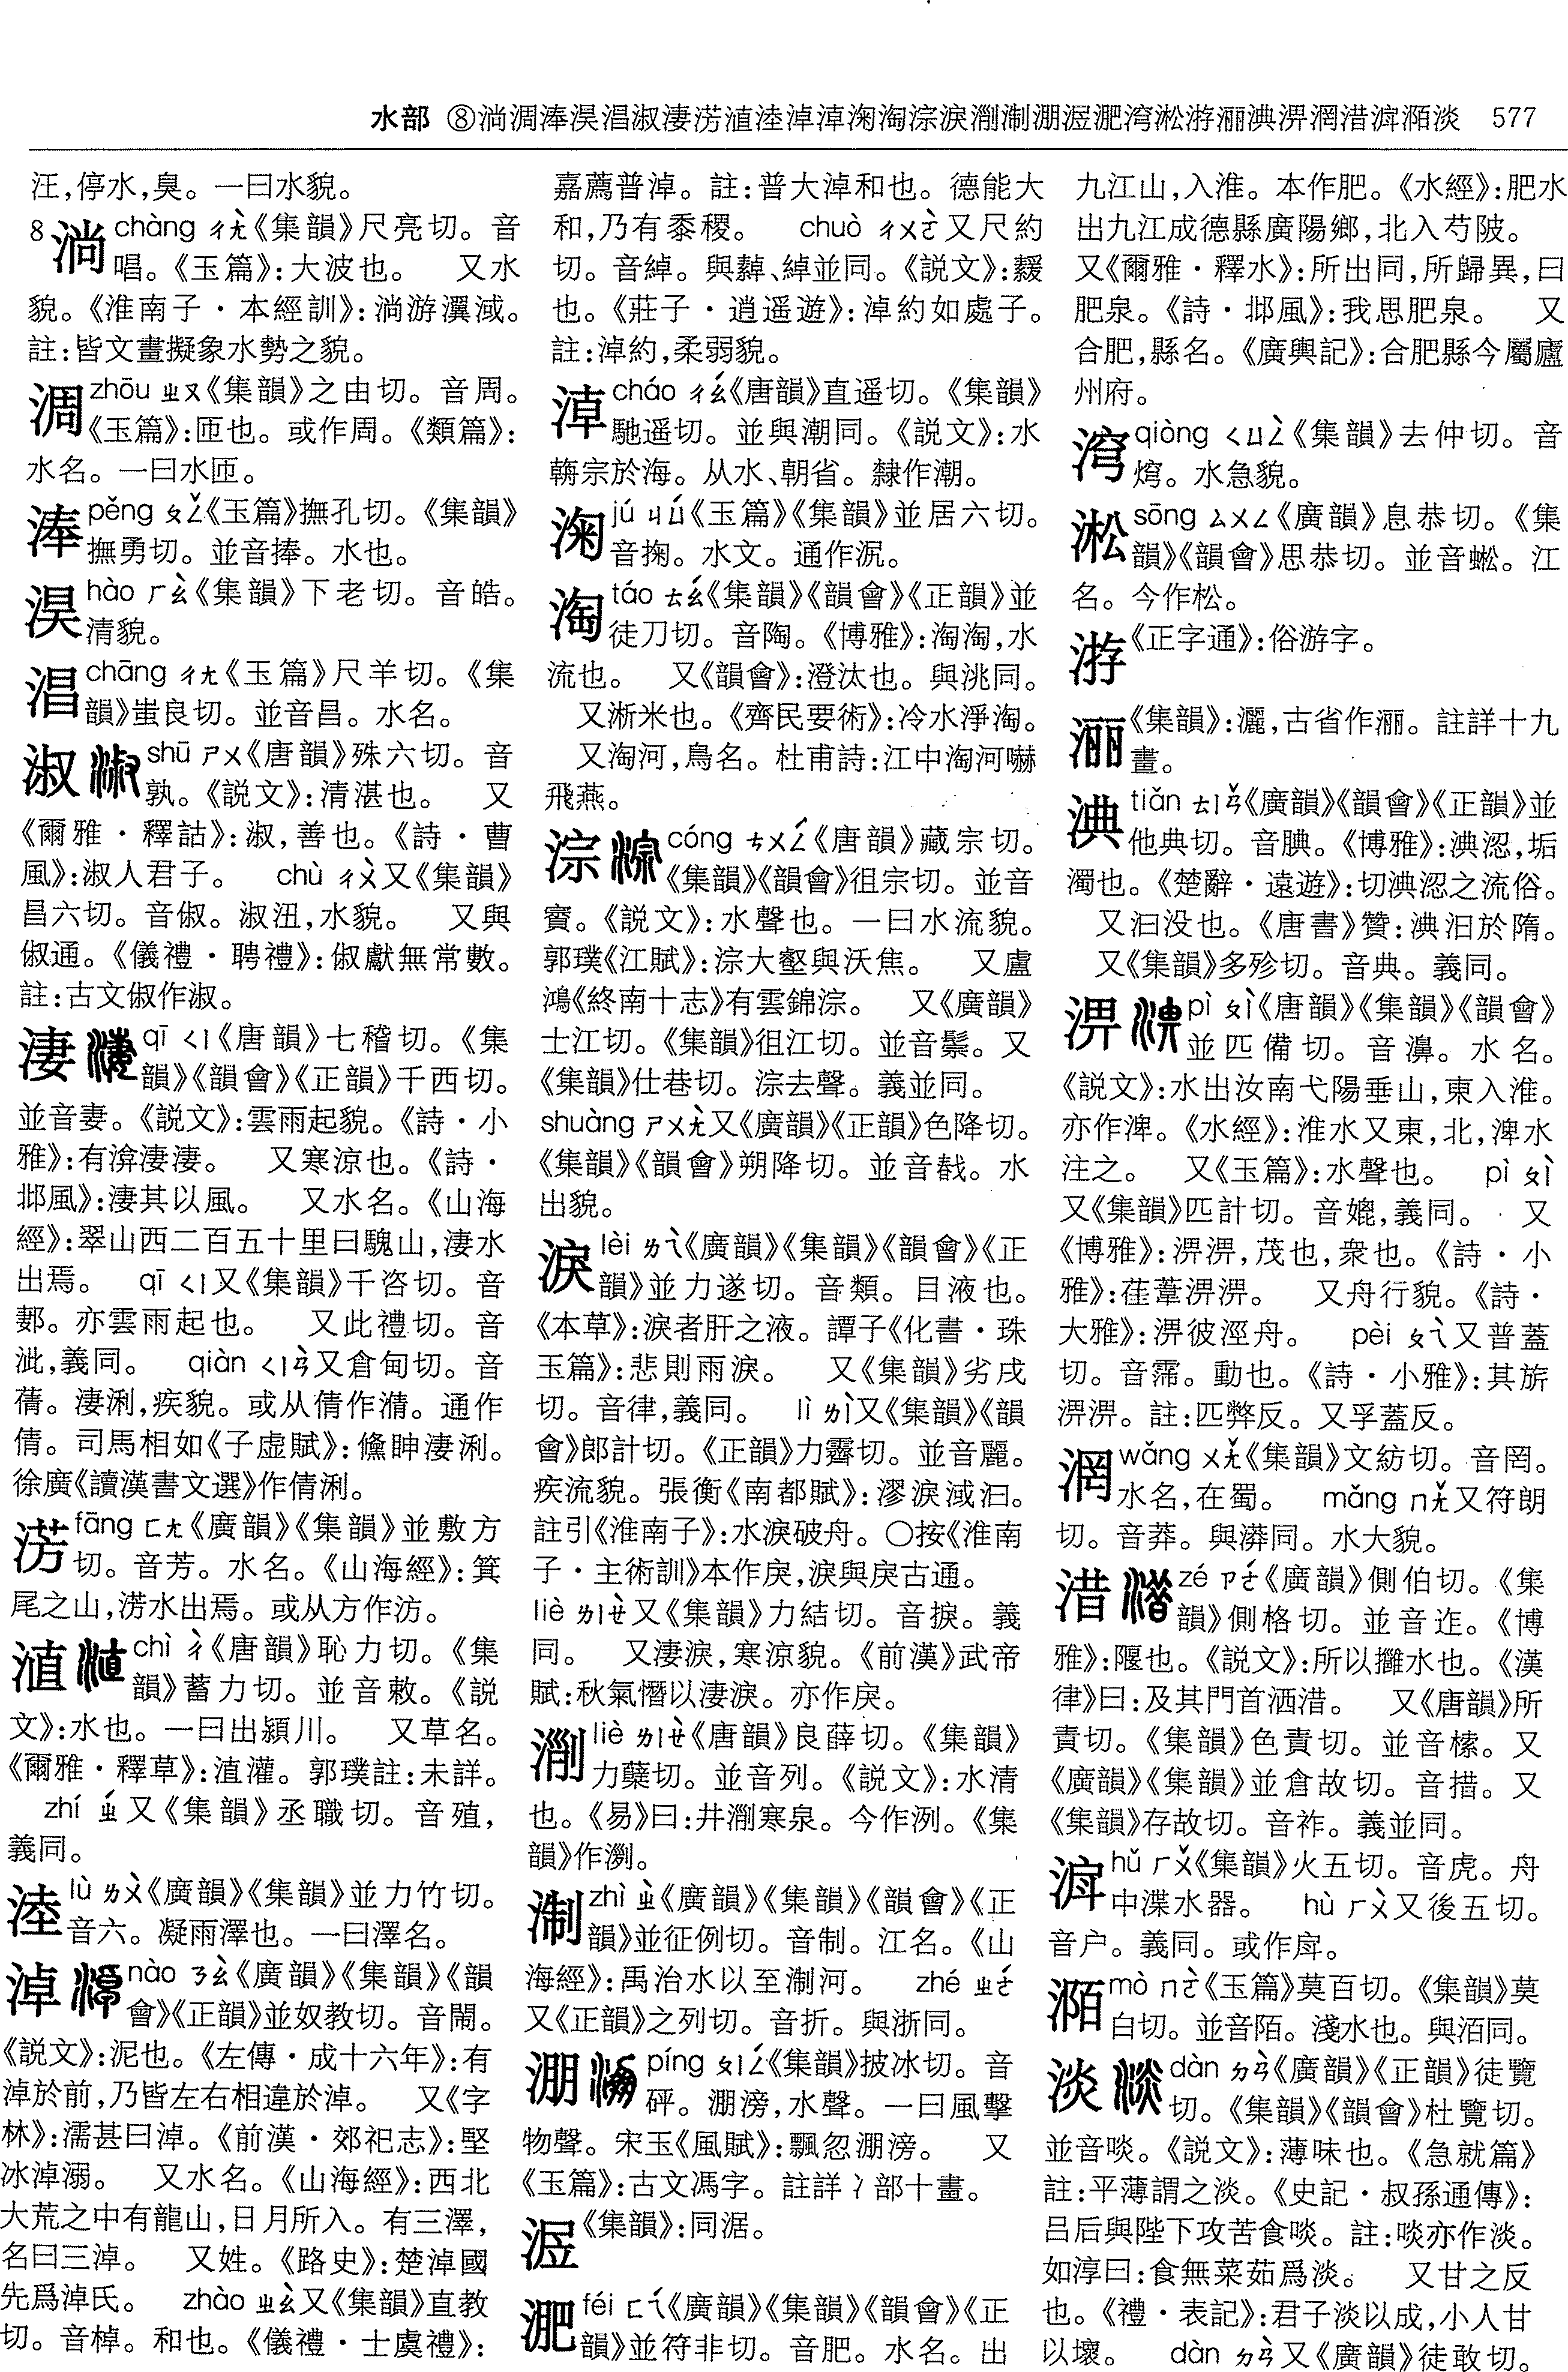 水部 ⑧淌淍淎淏淐淑淒淓淔淕淖淖淗淘淙淚淛淜淝淞游洒淟淠網淉淡 577
汪,停水,臭。一曰水貌。
8 淌 chàng ㄔㄤˋ《集韻》尺亮切。音
唱。《玉篇》:大波也。　又水
貌。《淮南子・本經訓》:淌游瀷淢。
註:皆文畫擬象水勢之貌。
淍 zhōu ㄓㄡ《集韻》之由切。音周。
《玉篇》:匝也。或作周。《類篇》:
水名。一曰水匝。
淎 pěng ㄆㄥˇ《玉篇》撫孔切。《集韻》
撫勇切。並音捧。水也。
淏 hào ㄏㄠˋ《集韻》下老切。音皓。
清貌。
淐 chāng ㄔㄤ《玉篇》尺羊切。《集
韻》蚩良切。並音昌。水名。
淑 shū ㄕㄨ《唐韻》殊六切。音
孰。《説文》:清湛也。　又
《爾雅・釋詁》:淑,善也。《詩・曹
風》:淑人君子。　chù ㄔㄨˋ又《集韻》
昌六切。音俶。淑沑,水貌。　又與
俶通。《儀禮・聘禮》:俶獻無常數。
註:古文俶作淑。
淒 qī ㄑㄧ《唐韻》七稽切。《集
韻》《韻會》《正韻》千西切。
並音妻。《説文》:雲雨起貌。《詩・小
雅》:有渰淒淒。　又寒涼也。《詩・
邶風》:淒其以風。　又水名。《山海
經》:翠山西二百五十里曰騩山,淒水
出焉。　qī ㄑㄧ又《集韻》千咨切。音
郪。亦雲雨起也。　又此禮切。音
泚,義同。　qiàn ㄑㄧㄢˋ又倉甸切。音
蒨。淒浰,疾貌。或从倩作濪。通作
倩。司馬相如《子虛賦》:儵眒淒浰。
徐廣《讀漢書文選》作倩浰。
淓 fāng ㄈㄤ《廣韻》《集韻》並敷方
切。音芳。水名。《山海經》:箕
尾之山,淓水出焉。或从方作汸。
淔 chì ㄔˋ《唐韻》恥力切。《集
韻》蓄力切。並音敕。《説
文》:水也。一曰出潁川。　又草名。
《爾雅・釋草》:淔灌。郭璞註:未詳。
zhí ㄓˊ又《集韻》丞職切。音殖,
義同。
淕 lù ㄌㄨˋ《廣韻》《集韻》並力竹切。
音六。凝雨澤也。一曰澤名。
淖 nào ㄋㄠˋ《廣韻》《集韻》《韻
會》《正韻》並奴教切。音鬧。
《説文》:泥也。《左傳・成十六年》:有
淖於前,乃皆左右相違於淖。　又《字
林》:濡甚曰淖。《前漢・郊祀志》:堅
冰淖溺。　又水名。《山海經》:西北
大荒之中有龍山,日月所入。有三澤,
名曰三淖。　又姓。《路史》:楚淖國
先爲淖氏。　zhào ㄓㄠˋ又《集韻》直教
切。音棹。和也。《儀禮・士虞禮》:
嘉薦普淖。註:普大淖和也。德能大
和,乃有黍稷。　chuò ㄔㄨㄛˋ又尺約
切。音綽。與繛、綽並同。《説文》:緩
也。《莊子・逍遥遊》:淖約如處子。
註:淖約,柔弱貌。
cháo ㄔㄠˊ《唐韻》直遥切。《集韻》
馳遥切。並與潮同。《説文》:水
朝宗於海。从水、朝省。隸作潮。
淗 jú ㄐㄩˊ《玉篇》《集韻》並居六切。
音掬。水文。通作泦。
淘 táo ㄊㄠˊ《集韻》《韻會》《正韻》並
徒刀切。音陶。《博雅》:淘淘,水
流也。　又《韻會》:澄汰也。與洮同。
又淅米也。《齊民要術》:冷水淨淘。
又淘河,鳥名。杜甫詩:江中淘河嚇
飛燕。
淙 cóng ㄘㄨㄥˊ《唐韻》藏宗切。
《集韻》《韻會》徂宗切。並音
賨。《説文》:水聲也。一曰水流貌。
郭璞《江賦》:淙大壑與沃焦。　又盧
鴻《終南十志》有雲錦淙。　又《廣韻》
士江切。《集韻》徂江切。並音鬃。又
《集韻》仕巷切。淙去聲。義並同。
shuàng ㄕㄨㄤˋ又《廣韻》《正韻》色降切。
《集韻》《韻會》朔降切。並音截。水
出貌。
淚 lèi ㄌㄟˋ《廣韻》《集韻》《韻會》《正
韻》並力遂切。音類。目液也。
《本草》:淚者肝之液。譚子《化書・珠
玉篇》:悲則雨淚。　又《集韻》劣戌
切。音律,義同。　lì ㄌㄧˋ又《集韻》《韻
會》郎計切。《正韻》力霽切。並音麗。
疾流貌。張衡《南都賦》:漻淚淢汩。
註引《淮南子》:水淚破舟。○按《淮南
子・主術訓》本作戾,淚與戾古通。
liè ㄌㄧㄝˋ又《集韻》力結切。音捩。義
同。　又淒淚,寒涼貌。《前漢》武帝
賦:秋氣憯以淒淚。亦作戾。
liè ㄌㄧㄝˋ《唐韻》良薛切。《集韻》
力櫱切。並音列。《説文》:水清
也。《易》曰:井㴝寒泉。今作洌。《集
韻》作㴝。
淛 zhì ㄓˋ《廣韻》《集韻》《韻會》《正
韻》並征例切。音制。江名。《山
海經》:禹治水以至淛河。　zhé ㄓㄜˊ
又《正韻》之列切。音折。與浙同。
淜 píng ㄆㄧㄥˊ《集韻》披冰切。音
砰。淜滂,水聲。一曰風擊
物聲。宋玉《風賦》:飄忽淜滂。　又
《玉篇》:古文馮字。註詳冫部十畫。
《集韻》:同涺。
淝 féi ㄈㄟˊ《廣韻》《集韻》《韻會》《正
韻》並符非切。音肥。水名。出
九江山,入淮。本作肥。《水經》:肥水
出九江成德縣廣陽鄉,北入芍陂。
又《爾雅・釋水》:所出同,所歸異,曰
肥泉。《詩・邶風》:我思肥泉。　又
合肥,縣名。《廣輿記》:合肥縣今屬廬
州府。
qiòng ㄑㄩㄥˋ《集韻》去仲切。音
焪。水急貌。
淞 sōng ㄙㄨㄥ《廣韻》息恭切。《集
韻》《韻會》思恭切。並音蜙。江
名。今作松。
《正字通》:俗游字。
《集韻》:灑,古省作㴂。註詳十九
畫。
淟 tiǎn ㄊㄧㄢˇ《廣韻》《韻會》《正韻》並
他典切。音腆。《博雅》:淟涊,垢
濁也。《楚辭・遠遊》:切淟涊之流俗。
又汩没也。《唐書》贊:淟汩於隋。
又《集韻》多殄切。音典。義同。
淠 pì ㄆㄧˋ《唐韻》《集韻》《韻會》
並匹備切。音濞。水名。
《説文》:水出汝南弋陽垂山,東入淮。
亦作渒。《水經》:淮水又東,北,渒水
注之。　又《玉篇》:水聲也。　pì ㄆㄧˋ
又《集韻》匹計切。音媲,義同。　又
《博雅》:淠淠,茂也,衆也。《詩・小
雅》:萑葦淠淠。　又舟行貌。《詩・
大雅》:淠彼涇舟。　pèi ㄆㄟˋ又普蓋
切。音霈。動也。《詩・小雅》:其旂
淠淠。註:匹弊反。又孚蓋反。
wǎng ㄨㄤˇ《集韻》文紡切。音罔。
水名,在蜀。　mǎng ㄇㄤˇ又符朗
切。音莽。與漭同。水大貌。
zé ㄗㄜˊ《廣韻》側伯切。《集
韻》側格切。並音迮。《博
雅》:隁也。《説文》:所以攤水也。《漢
律》曰:及其門首洒浩。　又《唐韻》所
責切。《集韻》色責切。並音㮦。又
《廣韻》《集韻》並倉故切。音措。又
《集韻》存故切。音祚。義並同。
hǔ ㄏㄨˇ《集韻》火五切。音虎。舟
中渫水器。　hù ㄏㄨˋ又後五切。
音户。義同。或作戽。
mò ㄇㄛˋ《玉篇》莫百切。《集韻》莫
白切。並音陌。淺水也。與洦同。
淡 dàn ㄉㄢˋ《廣韻》《正韻》徒覽
切。《集韻》《韻會》杜覽切。
並音啖。《説文》:薄味也。《急就篇》
註:平薄謂之淡。《史記・叔孫通傳》:
吕后與陛下攻苦食啖。註:啖亦作淡。
如淳曰:食無菜茹爲淡。　又甘之反
也。《禮・表記》:君子淡以成,小人甘
以壞。　dàn ㄉㄢˋ又《廣韻》徒敢切。